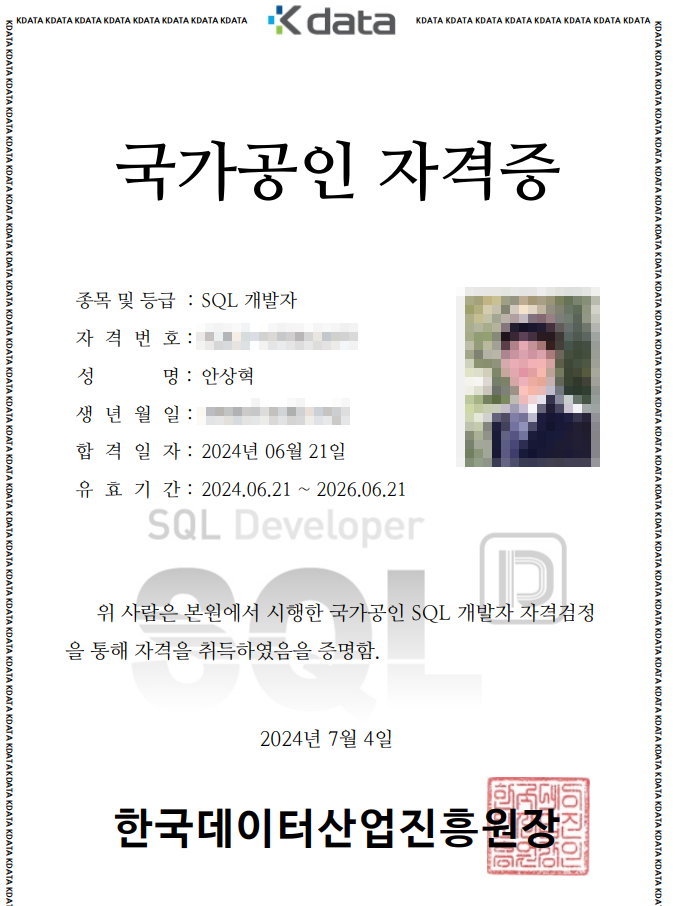 KDATA KDATA KDATA KDATA KDATA KDATA KDATA KDATA Kdata KDATA KDATA KDATA KDATA KDATA KDATA KDATA KDATA
국가공인 자격증
종목 및 등급 : SQL 개발자
자 격 번 호 :
성 명 : 안상혁
생 년 월 일 :
합 격 일 자 : 2024년 06월 21일
유 효 기 간 : 2024.06.21 ~ 2026.06.21
SQL Developer
SQL D
위 사람은 본원에서 시행한 국가공인 SQL 개발자 자격검정
을 통해 자격을 취득하였음을 증명함.
2024년 7월 4일
한국데이터산업진흥원장